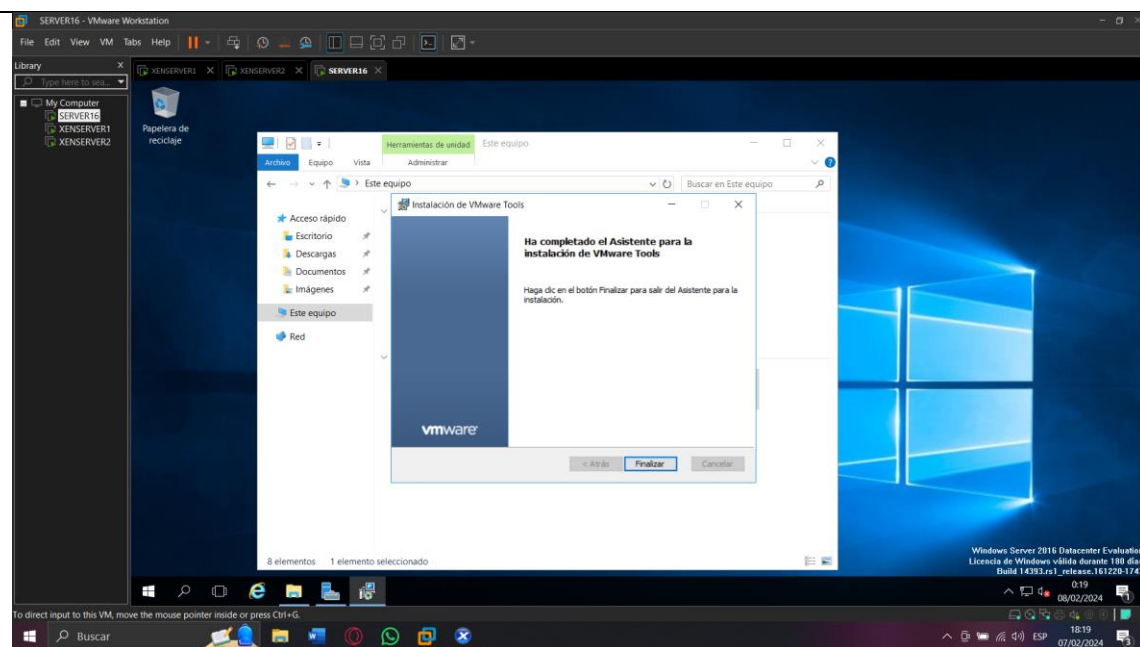 SERVER16 - VMware Workstation
File Edit View VM Tabs Help
Library X
Type here to sea...
XENSERVER1 X XENSERVER2 X SERVER16 X
My Computer
SERVER16
XENSERVER1
XENSERVER2
Papelera de
reciclaje
Herramientas de unidad Este equipo
Archivo Equipo Vista Administrar
Este equipo
Buscar en Este equipo
Acceso rápido
Escritorio
Descargas
Documentos
Imágenes
Este equipo
Red
Instalación de VMware Tools
Ha completado el Asistente para la
instalación de VMware Tools
Haga clic en el botón Finalizar para salir del Asistente para la
instalación.
vmware
< Atrás Finalizar Cancelar
8 elementos 1 elemento seleccionado
Windows Server 2016 Datacenter Evaluation
Licencia de Windows válida durante 180 días
Build 14393.rs1_release.161220-174
0:19
08/02/2024
To direct input to this VM, move the mouse pointer inside or press Ctrl+G.
Buscar
ESP
18:19
07/02/2024